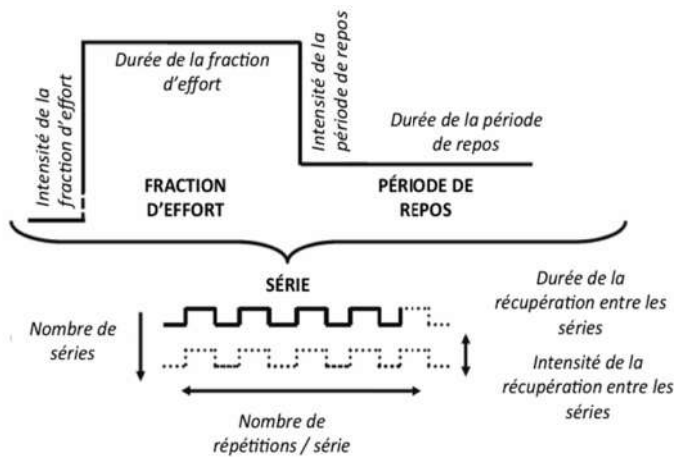 Intensité de la
fraction d'effort
Durée de la fraction
d'effort
Intensité de la
période de repos
Durée de la période
de repos
FRACTION
D'EFFORT
PÉRIODE DE
REPOS
SÉRIE
Nombre de
séries
Durée de la
récupération entre les
séries
Intensité de la
récupération entre les
séries
Nombre de
répétitions / série